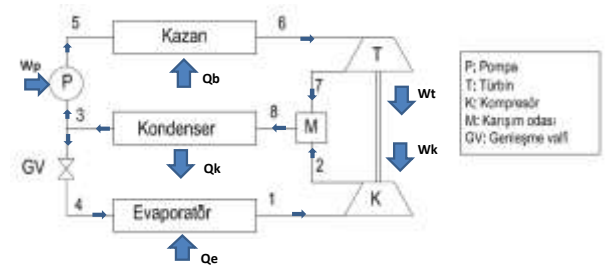 5
Kazan
6
Wp
P
Qb
T
P: Pompa
T: Türbin
K: Kompresör
M: Karışım odası
GV: Genleşme valfi
7
Wt
3
Kondenser
8
M
GV
Qk
2
Wk
4
Evaporatör
1
K
Qe